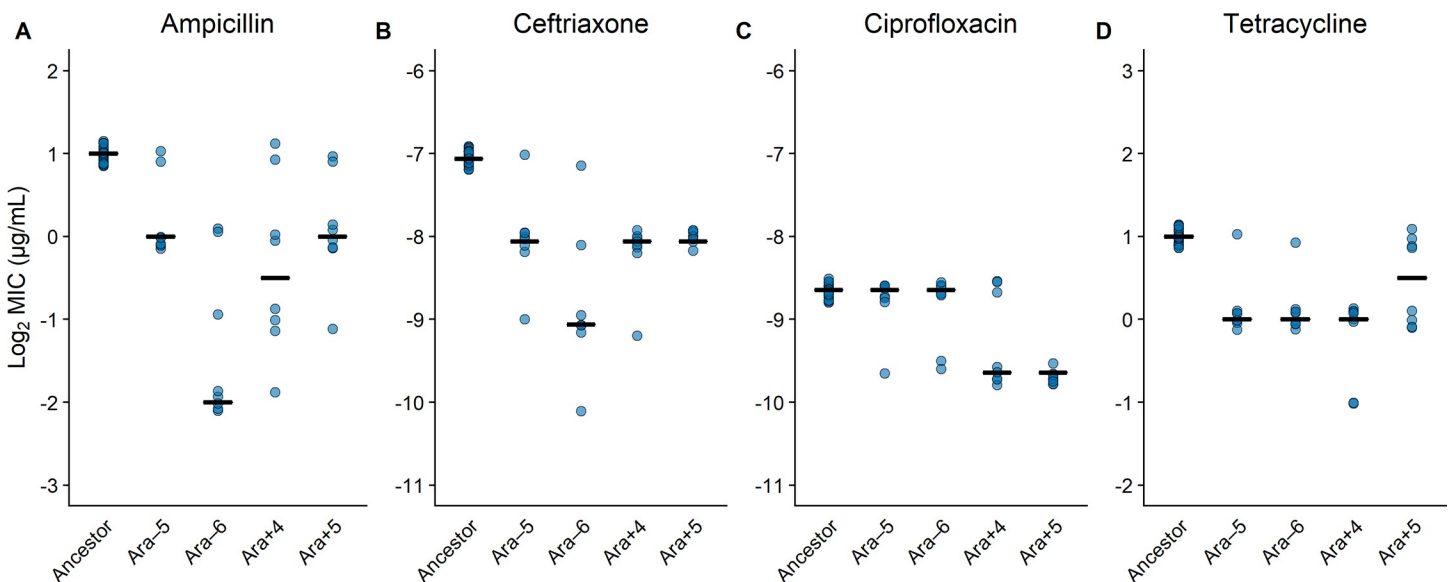 A Ampicillin
B Ceftriaxone
C Ciprofloxacin
D Tetracycline
Log₂ MIC (μg/mL)
2
1
0
-1
-2
-3
Ancestor
Ara–5
Ara–6
Ara+4
Ara+5
-6
-7
-8
-9
-10
-11
Ancestor
Ara–5
Ara–6
Ara+4
Ara+5
-6
-7
-8
-9
-10
-11
Ancestor
Ara–5
Ara–6
Ara+4
Ara+5
3
2
1
0
-1
-2
Ancestor
Ara–5
Ara–6
Ara+4
Ara+5